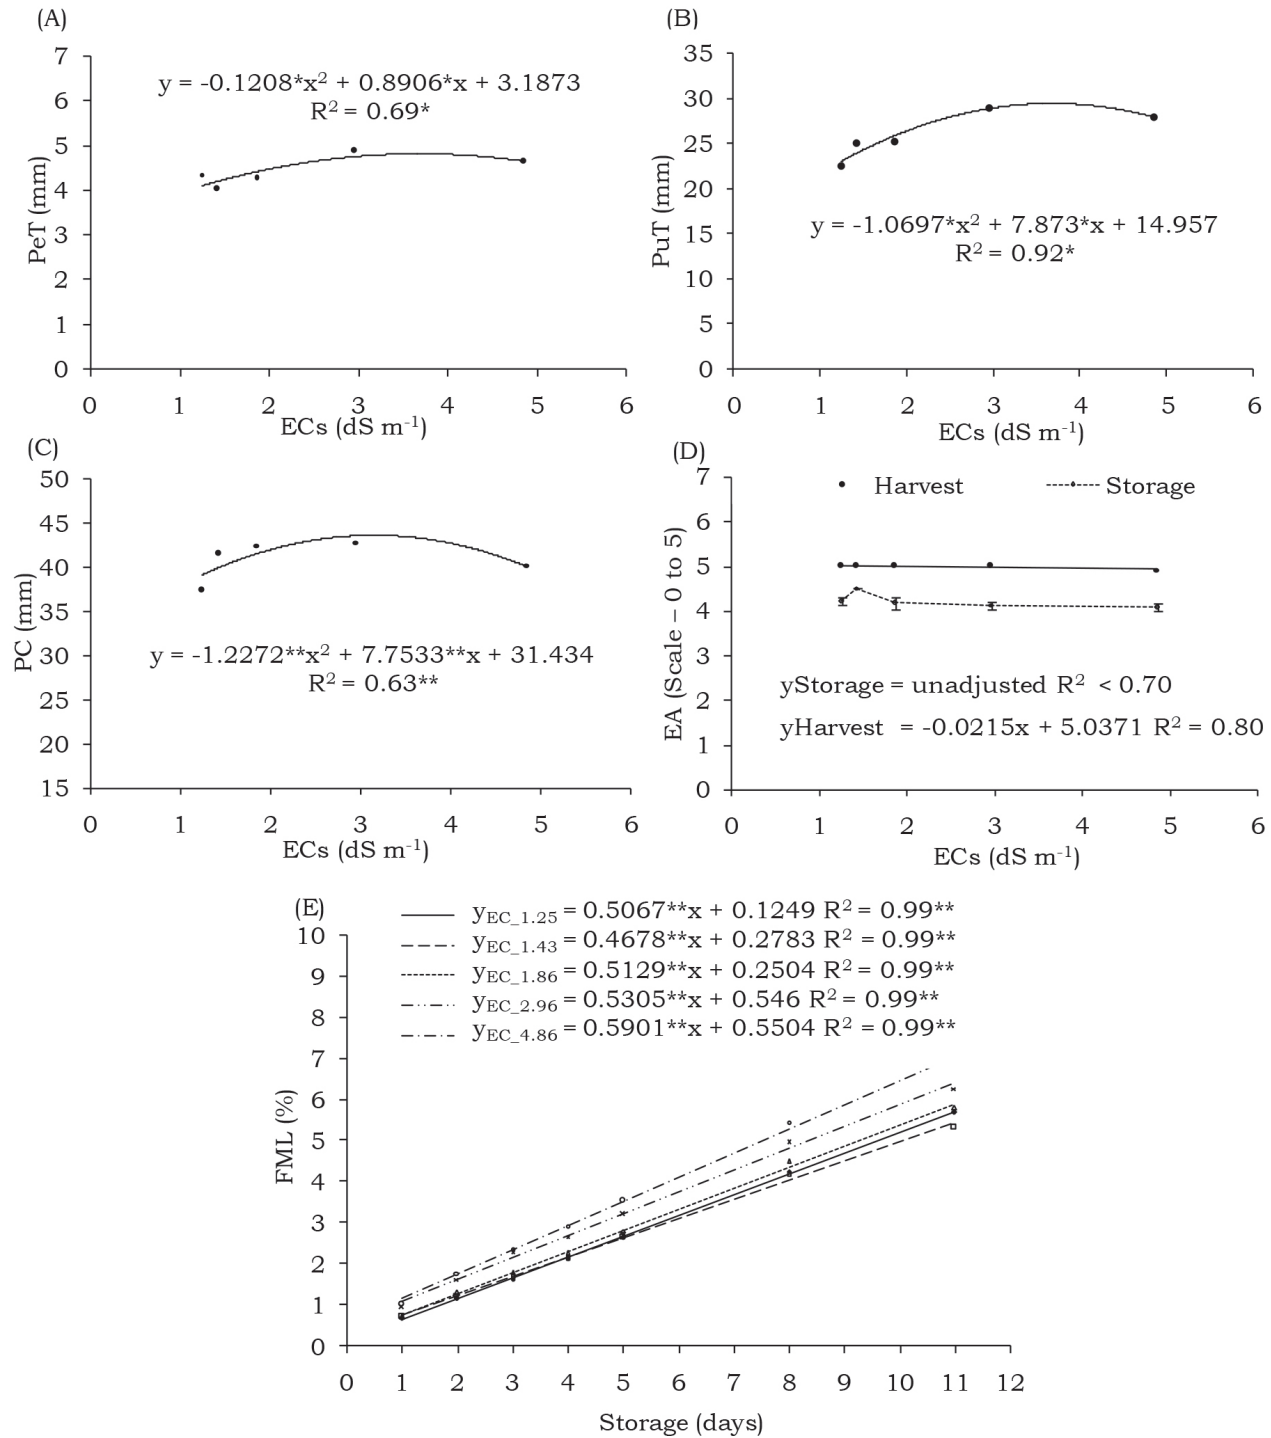 (A)
7
6
5
4
3
2
1
0
PeT (mm)
y = -0.1208*x² + 0.8906*x + 3.1873
R² = 0.69*
0 1 2 3 4 5 6
ECs (dS m⁻¹)
(B)
35
30
25
20
15
10
5
0
PuT (mm)
y = -1.0697*x² + 7.873*x + 14.957
R² = 0.92*
0 1 2 3 4 5 6
ECs (dS m⁻¹)
(C)
50
45
40
35
30
25
20
15
PC (mm)
y = -1.2272**x² + 7.7533**x + 31.434
R² = 0.63**
0 1 2 3 4 5 6
ECs (dS m⁻¹)
(D)
7
6
5
4
3
2
1
0
EA (Scale – 0 to 5)
Harvest Storage
yStorage = unadjusted R² < 0.70
yHarvest = -0.0215x + 5.0371 R² = 0.80
0 1 2 3 4 5 6
ECs (dS m⁻¹)
(E)
yEC_1.25 = 0.5067**x + 0.1249 R² = 0.99**
yEC_1.43 = 0.4678**x + 0.2783 R² = 0.99**
yEC_1.86 = 0.5129**x + 0.2504 R² = 0.99**
yEC_2.96 = 0.5305**x + 0.546 R² = 0.99**
yEC_4.86 = 0.5901**x + 0.5504 R² = 0.99**
10
9
8
7
6
5
4
3
2
1
0
FML (%)
0 1 2 3 4 5 6 7 8 9 10 11 12
Storage (days)